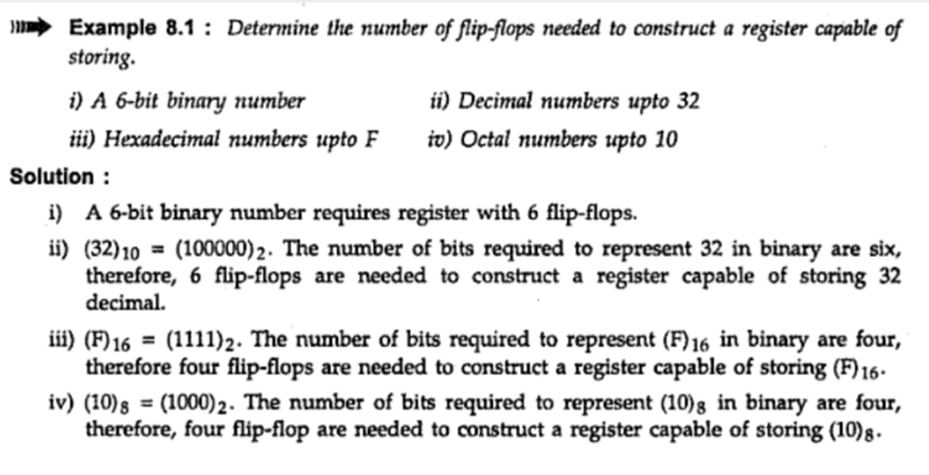 Example 8.1 : Determine the number of flip-flops needed to construct a register capable of
storing.
i) A 6-bit binary number ii) Decimal numbers upto 32
iii) Hexadecimal numbers upto F iv) Octal numbers upto 10
Solution :
i) A 6-bit binary number requires register with 6 flip-flops.
ii) (32)10 = (100000)2. The number of bits required to represent 32 in binary are six,
therefore, 6 flip-flops are needed to construct a register capable of storing 32
decimal.
iii) (F)16 = (1111)2. The number of bits required to represent (F)16 in binary are four,
therefore four flip-flops are needed to construct a register capable of storing (F)16.
iv) (10)8 = (1000)2. The number of bits required to represent (10)8 in binary are four,
therefore, four flip-flop are needed to construct a register capable of storing (10)8.